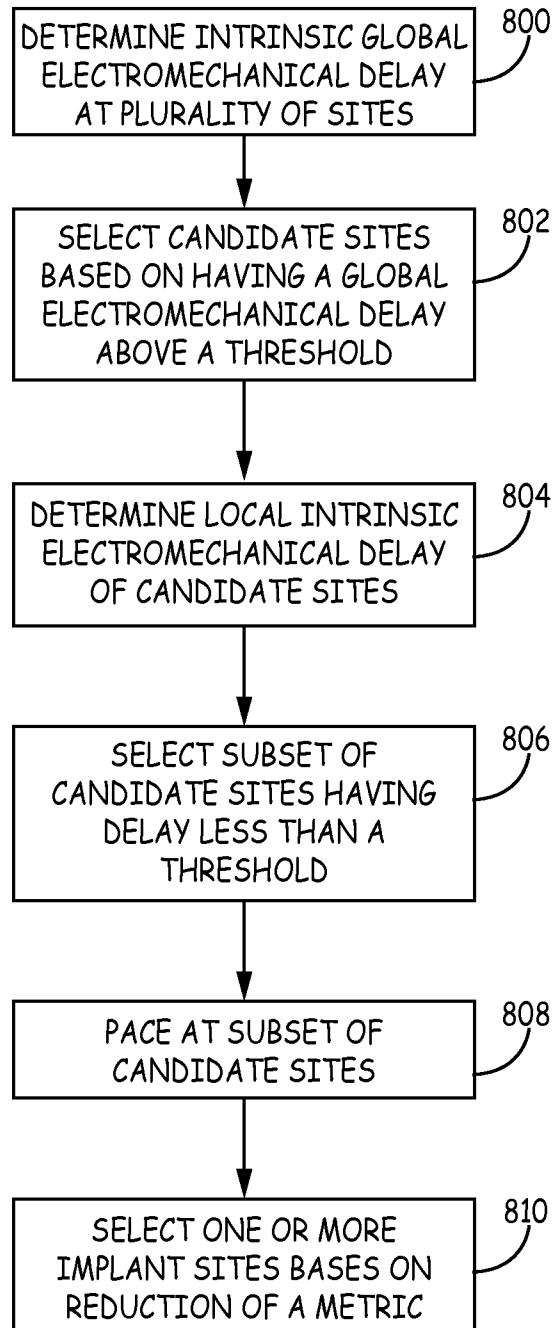 DETERMINE INTRINSIC GLOBAL
ELECTROMECHANICAL DELAY
AT PLURALITY OF SITES
800
SELECT CANDIDATE SITES
BASED ON HAVING A GLOBAL
ELECTROMECHANICAL DELAY
ABOVE A THRESHOLD
802
DETERMINE LOCAL INTRINSIC
ELECTROMECHANICAL DELAY
OF CANDIDATE SITES
804
SELECT SUBSET OF
CANDIDATE SITES HAVING
DELAY LESS THAN A
THRESHOLD
806
PACE AT SUBSET OF
CANDIDATE SITES
808
SELECT ONE OR MORE
IMPLANT SITES BASES ON
REDUCTION OF A METRIC
810